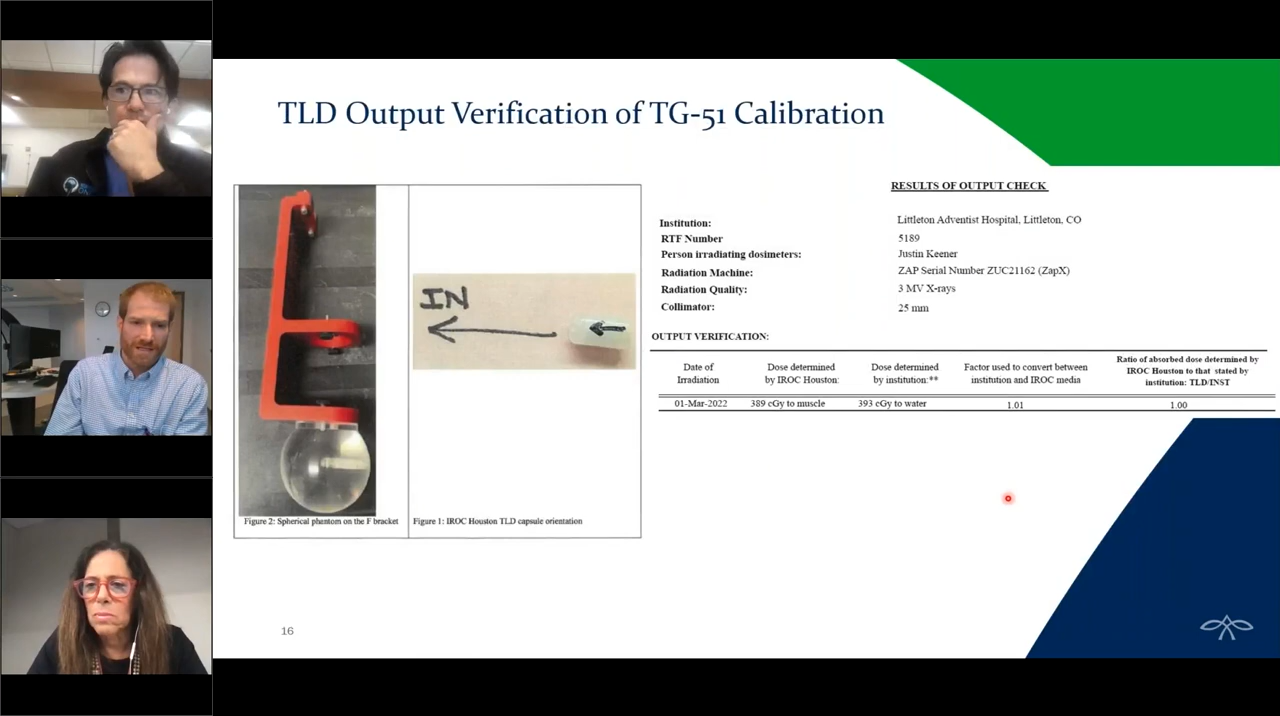 TLD Output Verification of TG-51 Calibration
IN
Figure 2: Spherical phantom on the F bracket
Figure 1: IROC Houston TLD capsule orientation
RESULTS OF OUTPUT CHECK
Institution: Littleton Adventist Hospital, Littleton, CO
RTF Number 5189
Person irradiating dosimeters: Justin Keener
Radiation Machine: ZAP Serial Number ZUC21162 (ZapX)
Radiation Quality: 3 MV X-rays
Collimator: 25 mm
OUTPUT VERIFICATION:
Date of Irradiation
Dose determined by IROC Houston:
Dose determined by institution:**
Factor used to convert between institution and IROC media
Ratio of absorbed dose determined by IROC Houston to that stated by institution: TLD/INST
01-Mar-2022 389 cGy to muscle 393 cGy to water 1.01 1.00
16